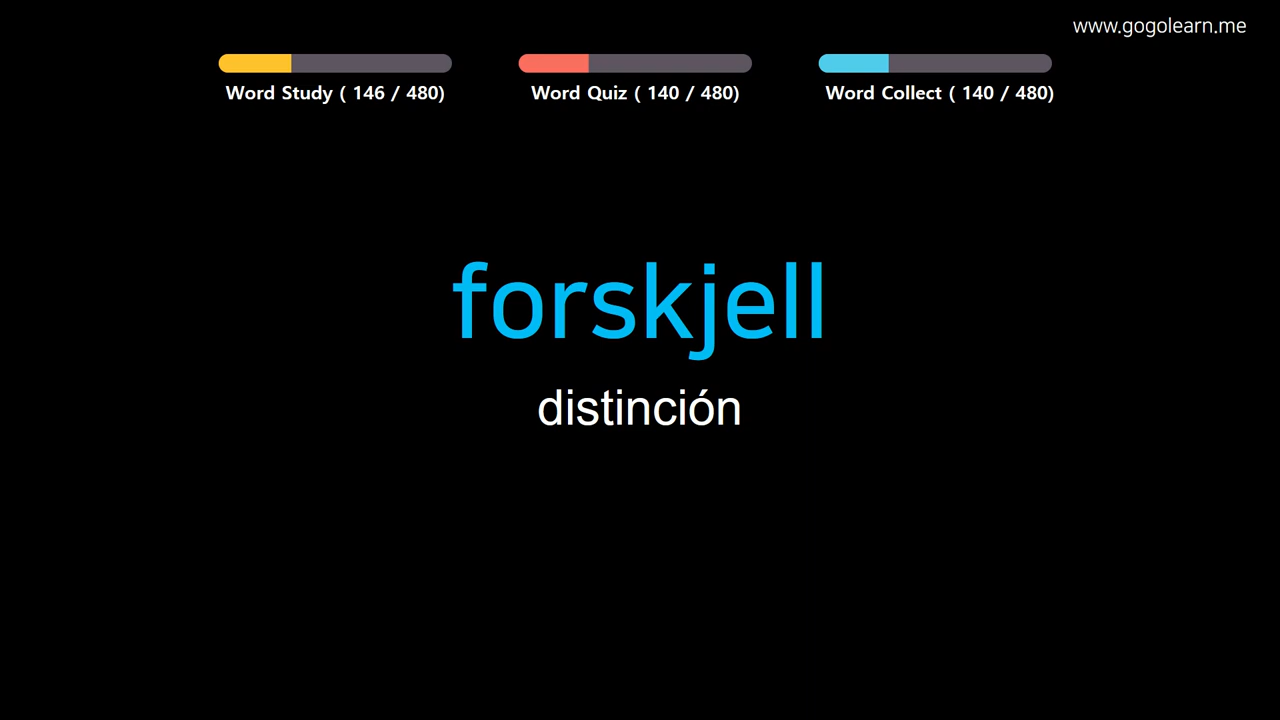 www.gogolearn.me
Word Study ( 146 / 480)
Word Quiz ( 140 / 480)
Word Collect ( 140 / 480)
forskjell
distinción